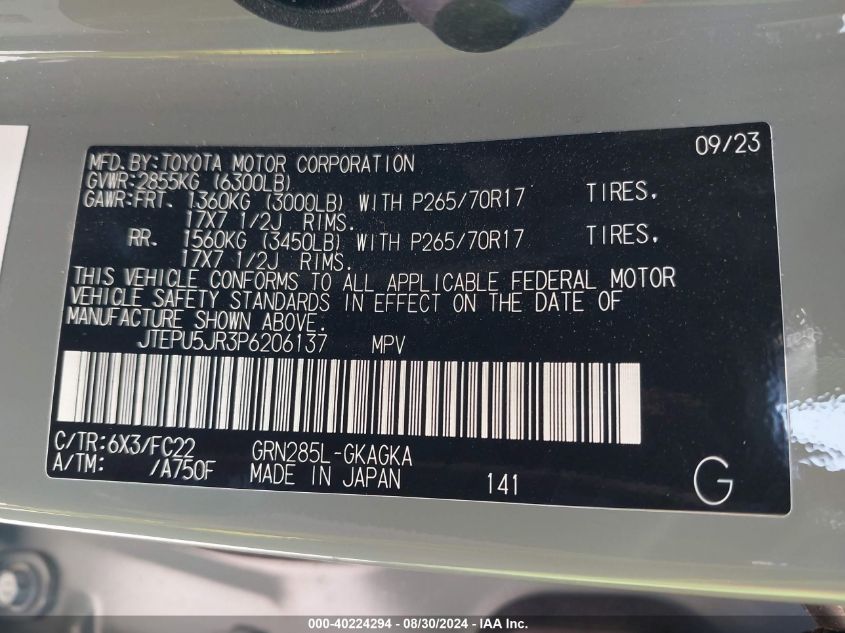 09/23
MFD. BY: TOYOTA MOTOR CORPORATION
GVWR: 2855KG (6300LB)
GAWR: FRT. 1360KG (3000LB) WITH P265/70R17 TIRES,
17X7 1/2J RIMS.
RR. 1560KG (3450LB) WITH P265/70R17 TIRES,
17X7 1/2J RIMS.
THIS VEHICLE CONFORMS TO ALL APPLICABLE FEDERAL MOTOR
VEHICLE SAFETY STANDARDS IN EFFECT ON THE DATE OF
MANUFACTURE SHOWN ABOVE.
JTEPU5JR3P6206137 MPV
C/TR: 6X3/FC22 GRN285L-GKAGKA
A/TM: /A750F MADE IN JAPAN 141 G
000-40224294 - 08/30/2024 - IAA Inc.